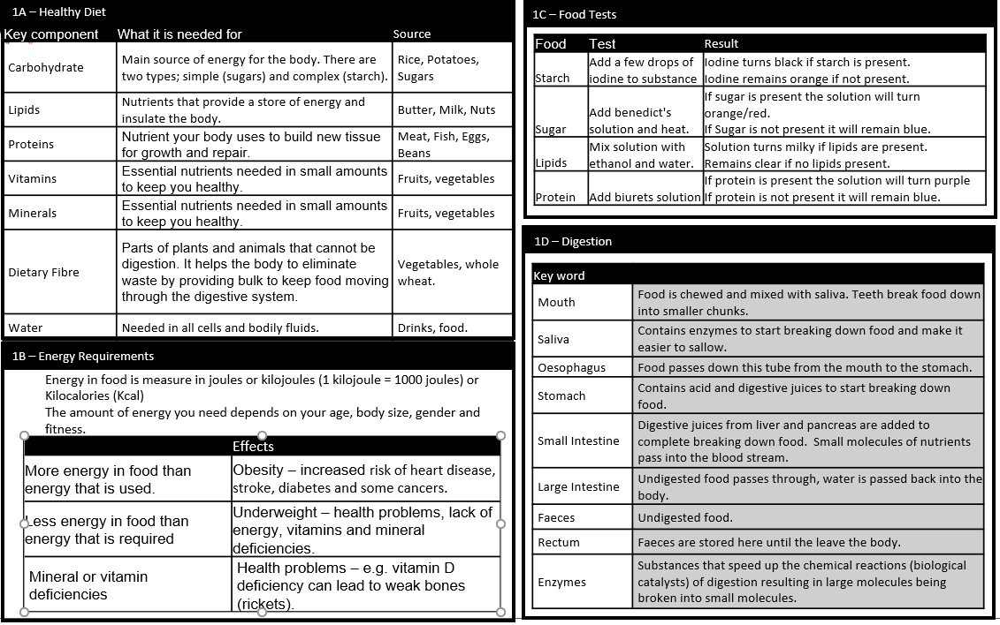 1A – Healthy Diet
Key component What it is needed for Source
Carbohydrate
Main source of energy for the body. There are
two types; simple (sugars) and complex (starch).
Rice, Potatoes,
Sugars
Lipids
Nutrients that provide a store of energy and
insulate the body.
Butter, Milk, Nuts
Proteins
Nutrient your body uses to build new tissue
for growth and repair.
Meat, Fish, Eggs,
Beans
Vitamins
Essential nutrients needed in small amounts
to keep you healthy.
Fruits, vegetables
Minerals
Essential nutrients needed in small amounts
to keep you healthy.
Fruits, vegetables
Dietary Fibre
Parts of plants and animals that cannot be
digestion. It helps the body to eliminate
waste by providing bulk to keep food moving
through the digestive system.
Vegetables, whole
wheat.
Water
Needed in all cells and bodily fluids.
Drinks, food.
1B – Energy Requirements
Energy in food is measure in joules or kilojoules (1 kilojoule = 1000 joules) or
Kilocalories (Kcal)
The amount of energy you need depends on your age, body size, gender and
fitness.
Effects
More energy in food than
energy that is used.
Obesity – increased risk of heart disease,
stroke, diabetes and some cancers.
Less energy in food than
energy that is required
Underweight – health problems, lack of
energy, vitamins and mineral
deficiencies.
Mineral or vitamin
deficiencies
Health problems – e.g. vitamin D
deficiency can lead to weak bones
(rickets).
1C – Food Tests
Food Test Result
Starch
Add a few drops of
iodine to substance
Iodine turns black if starch is present.
Iodine remains orange if not present.
Sugar
Add benedict's
solution and heat.
If sugar is present the solution will turn
orange/red.
If Sugar is not present it will remain blue.
Lipids
Mix solution with
ethanol and water.
Solution turns milky if lipids are present.
Remains clear if no lipids present.
Protein
Add biurets solution
If protein is present the solution will turn purple
If protein is not present it will remain blue.
1D – Digestion
Key word
Mouth
Food is chewed and mixed with saliva. Teeth break food down
into smaller chunks.
Saliva
Contains enzymes to start breaking down food and make it
easier to sallow.
Oesophagus
Food passes down this tube from the mouth to the stomach.
Stomach
Contains acid and digestive juices to start breaking down
food.
Small Intestine
Digestive juices from liver and pancreas are added to
complete breaking down food. Small molecules of nutrients
pass into the blood stream.
Large Intestine
Undigested food passes through, water is passed back into the
body.
Faeces
Undigested food.
Rectum
Faeces are stored here until the leave the body.
Enzymes
Substances that speed up the chemical reactions (biological
catalysts) of digestion resulting in large molecules being
broken into small molecules.